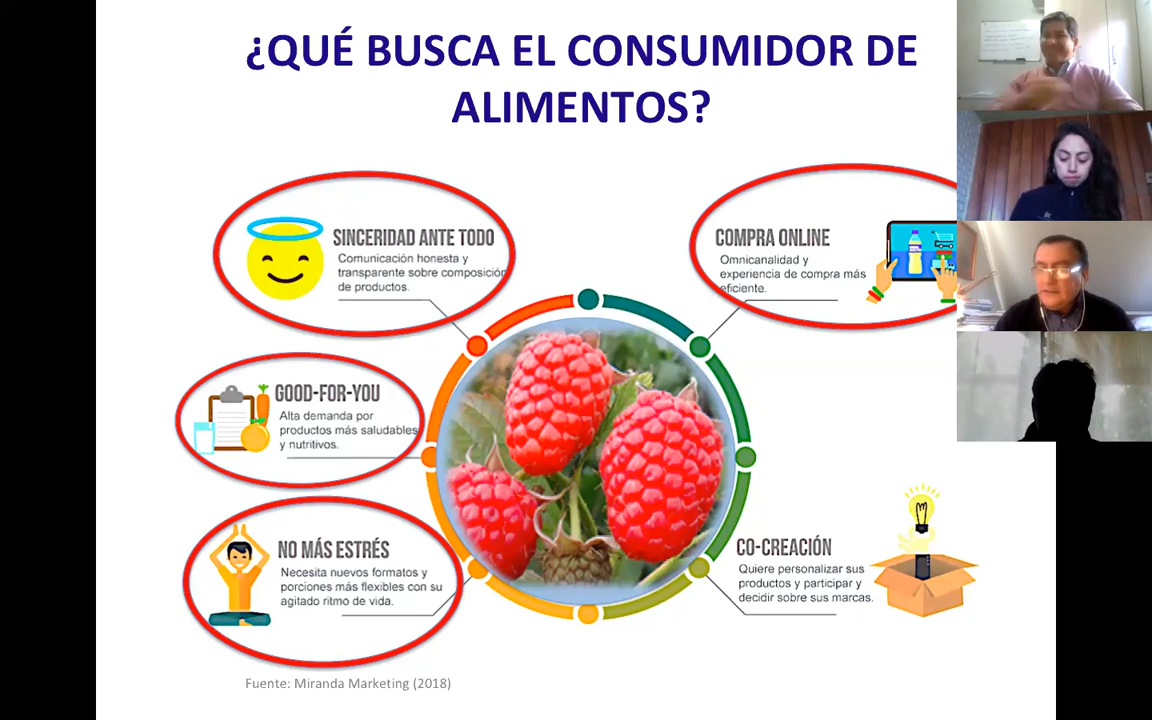 ¿QUÉ BUSCA EL CONSUMIDOR DE
ALIMENTOS?
SINCERIDAD ANTE TODO
Comunicación honesta y
transparente sobre composición
de productos.
COMPRA ONLINE
Omnicanalidad y
experiencia de compra más
eficiente.
GOOD-FOR-YOU
Alta demanda por
productos más saludables
y nutritivos.
NO MÁS ESTRÉS
Necesita nuevos formatos y
porciones más flexibles con su
agitado ritmo de vida.
CO-CREACIÓN
Quiere personalizar sus
productos y participar y
decidir sobre sus marcas.
Fuente: Miranda Marketing (2018)